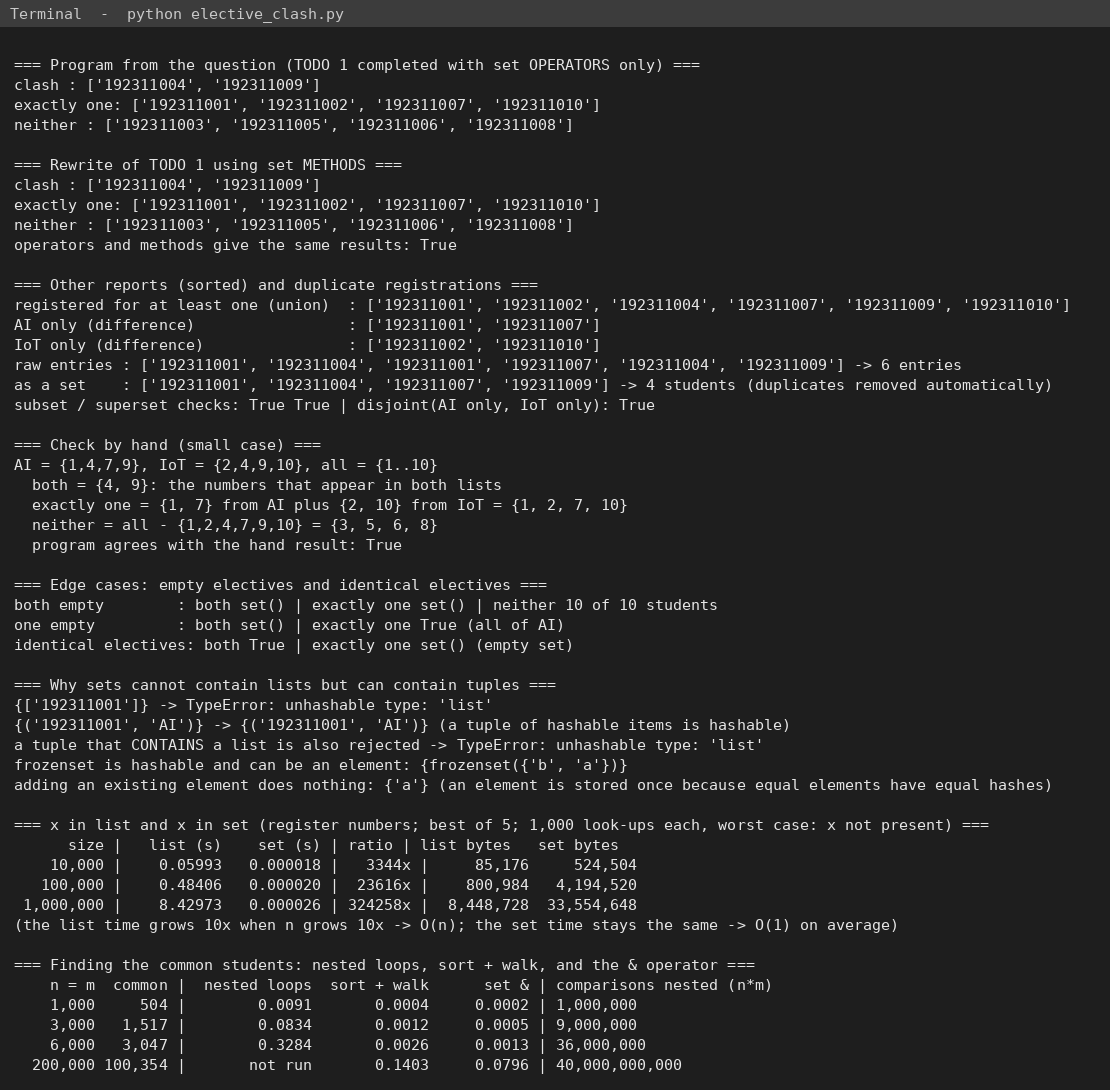 Terminal  -  python elective_clash.py
=== Program from the question (TODO 1 completed with set OPERATORS only) ===
clash : ['192311004', '192311009']
exactly one: ['192311001', '192311002', '192311007', '192311010']
neither : ['192311003', '192311005', '192311006', '192311008']
=== Rewrite of TODO 1 using set METHODS ===
clash : ['192311004', '192311009']
exactly one: ['192311001', '192311002', '192311007', '192311010']
neither : ['192311003', '192311005', '192311006', '192311008']
operators and methods give the same results: True
=== Other reports (sorted) and duplicate registrations ===
registered for at least one (union)  : ['192311001', '192311002', '192311004', '192311007', '192311009', '192311010']
AI only (difference)                 : ['192311001', '192311007']
IoT only (difference)                : ['192311002', '192311010']
raw entries : ['192311001', '192311004', '192311001', '192311007', '192311004', '192311009'] -> 6 entries
as a set    : ['192311001', '192311004', '192311007', '192311009'] -> 4 students (duplicates removed automatically)
subset / superset checks: True True | disjoint(AI only, IoT only): True
=== Check by hand (small case) ===
AI = {1,4,7,9}, IoT = {2,4,9,10}, all = {1..10}
  both = {4, 9}: the numbers that appear in both lists
  exactly one = {1, 7} from AI plus {2, 10} from IoT = {1, 2, 7, 10}
  neither = all - {1,2,4,7,9,10} = {3, 5, 6, 8}
  program agrees with the hand result: True
=== Edge cases: empty electives and identical electives ===
both empty        : both set() | exactly one set() | neither 10 of 10 students
one empty         : both set() | exactly one True (all of AI)
identical electives: both True | exactly one set() (empty set)
=== Why sets cannot contain lists but can contain tuples ===
{['192311001']} -> TypeError: unhashable type: 'list'
{('192311001', 'AI')} -> {('192311001', 'AI')} (a tuple of hashable items is hashable)
a tuple that CONTAINS a list is also rejected -> TypeError: unhashable type: 'list'
frozenset is hashable and can be an element: {frozenset({'b', 'a'})}
adding an existing element does nothing: {'a'} (an element is stored once because equal elements have equal hashes)
=== x in list and x in set (register numbers; best of 5; 1,000 look-ups each, worst case: x not present) ===
      size |   list (s)    set (s) | ratio | list bytes   set bytes
    10,000 |    0.05993   0.000018 |   3344x |     85,176     524,504
   100,000 |    0.48406   0.000020 |  23616x |    800,984   4,194,520
 1,000,000 |    8.42973   0.000026 | 324258x |  8,448,728  33,554,648
(the list time grows 10x when n grows 10x -> O(n); the set time stays the same -> O(1) on average)
=== Finding the common students: nested loops, sort + walk, and the & operator ===
    n = m  common |  nested loops  sort + walk      set & | comparisons nested (n*m)
    1,000     504 |        0.0091       0.0004     0.0002 | 1,000,000
    3,000   1,517 |        0.0834       0.0012     0.0005 | 9,000,000
    6,000   3,047 |        0.3284       0.0026     0.0013 | 36,000,000
  200,000 100,354 |       not run       0.1403     0.0796 | 40,000,000,000